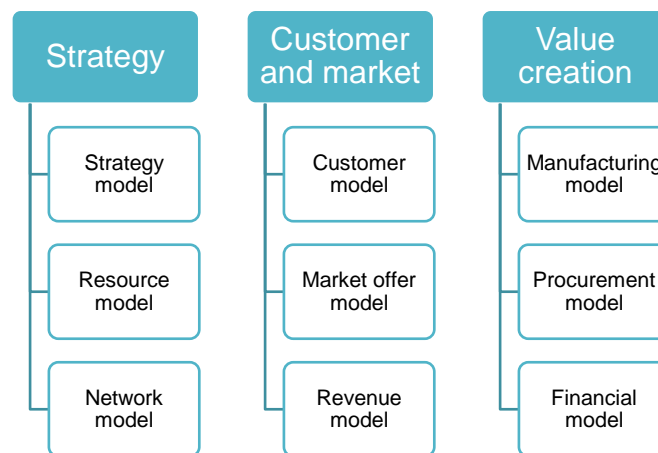 Strategy
Strategy
model
Resource
model
Network
model
Customer
and market
Customer
model
Market offer
model
Revenue
model
Value
creation
Manufacturing
model
Procurement
model
Financial
model